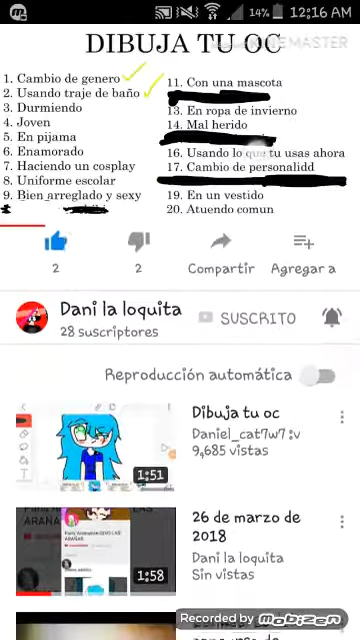 14% 12:16 AM
DIBUJA TU OC
KINEMASTER
1. Cambio de genero
2. Usando traje de baño
3. Durmiendo
4. Joven
5. En pijama
6. Enamorado
7. Haciendo un cosplay
8. Uniforme escolar
9. Bien arreglado y sexy
11. Con una mascota
13. En ropa de invierno
14. Mal herido
16. Usando lo que tu usas ahora
17. Cambio de personalidd
19. En un vestido
20. Atuendo comun
2
2
Compartir
Agregar a
Dani la loquita
28 suscriptores
SUSCRITO
Reproducción automática
1:51
Dibuja tu oc
Daniel_cat7w7 :v
9,685 vistas
1:58
26 de marzo de
2018
Dani la loquita
Sin vistas
Recorded by
mobizen